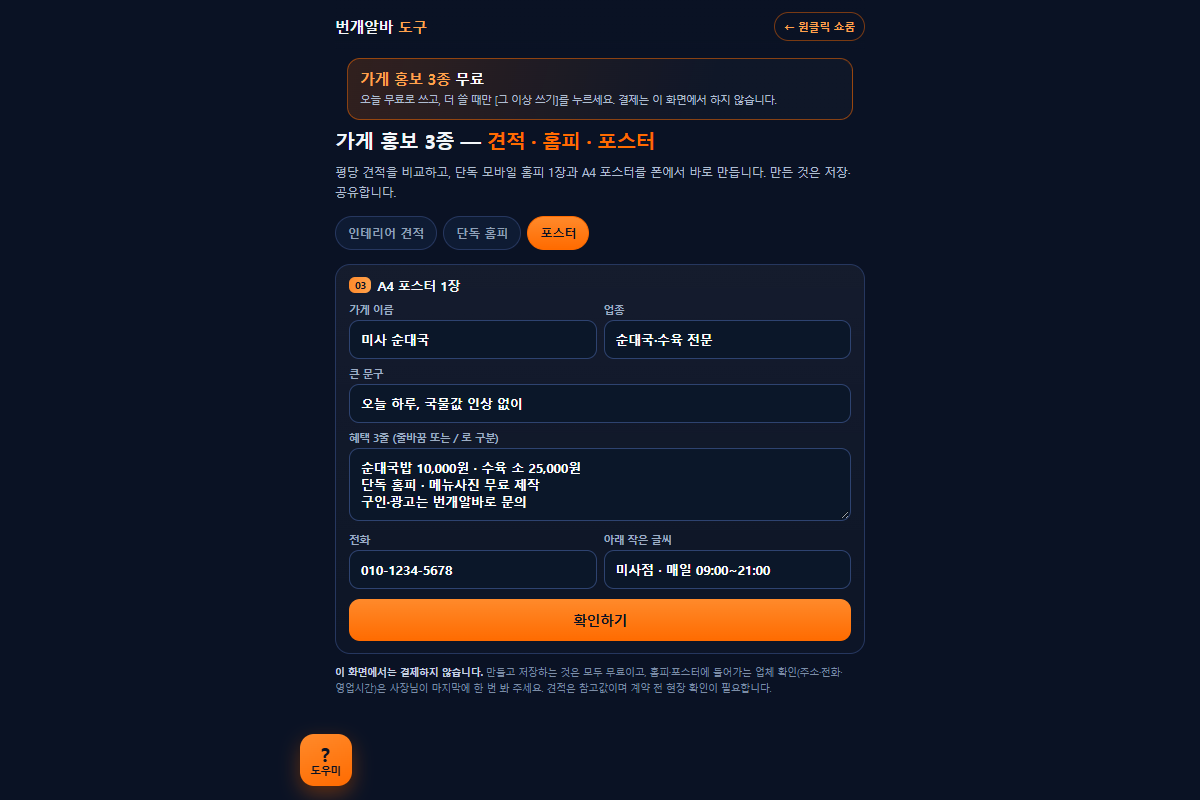 번개알바 도구
← 원클릭 쇼룸
가게 홍보 3종 무료
오늘 무료로 쓰고, 더 쓸 때만 [그 이상 쓰기]를 누르세요. 결제는 이 화면에서 하지 않습니다.
가게 홍보 3종 — 견적 · 홈피 · 포스터
평당 견적을 비교하고, 단독 모바일 홈피 1장과 A4 포스터를 폰에서 바로 만듭니다. 만든 것은 저장·
공유합니다.
인테리어 견적
단독 홈피
포스터
03 A4 포스터 1장
가게 이름
업종
미사 순대국
순대국·수육 전문
큰 문구
오늘 하루, 국물값 인상 없이
혜택 3줄 (줄바꿈 또는 / 로 구분)
순대국밥 10,000원 · 수육 소 25,000원
단독 홈피 · 메뉴사진 무료 제작
구인·광고는 번개알바로 문의
전화
아래 작은 글씨
010-1234-5678
미사점 · 매일 09:00~21:00
확인하기
이 화면에서는 결제하지 않습니다. 만들고 저장하는 것은 모두 무료이고, 홈피·포스터에 들어가는 업체 확인(주소·전화·
영업시간)은 사장님이 마지막에 한 번 봐 주세요. 견적은 참고값이며 계약 전 현장 확인이 필요합니다.
?
도우미